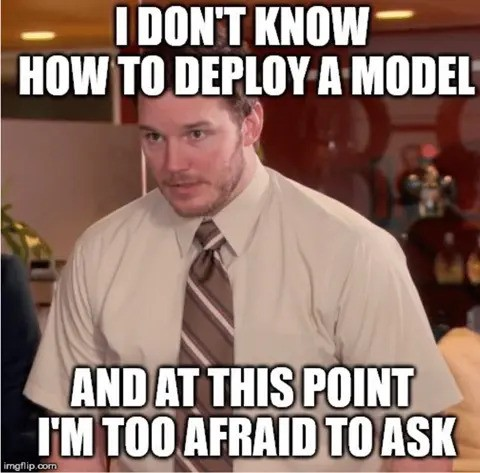 I DON'T KNOW
HOW TO DEPLOY A MODEL
AND AT THIS POINT
I'M TOO AFRAID TO ASK
imgflip.com